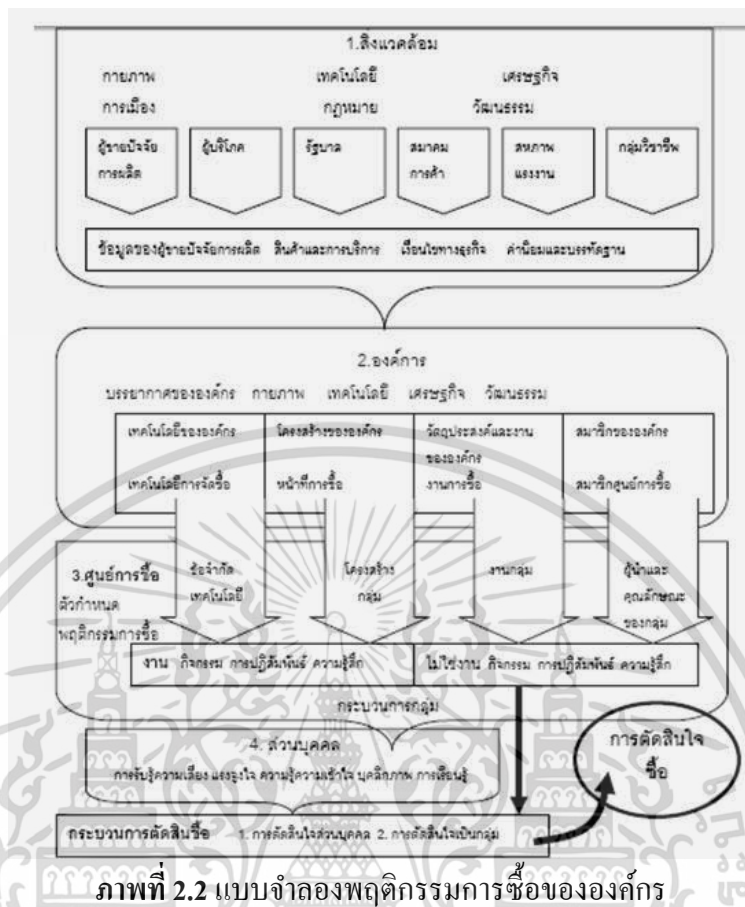 1.สิ่งแวดล้อม
กายภาพ เทคโนโลยี เศรษฐกิจ
การเมือง กฎหมาย วัฒนธรรม
ผู้ขายปัจจัย ผู้บริโภค รัฐบาล สมาคม สหภาพ กลุ่มวิชาชีพ
การผลิต การค้า แรงงาน
ข้อมูลของผู้ขายปัจจัยการผลิต สินค้าและการบริการ เงื่อนไขทางธุรกิจ ค่านิยมและบรรทัดฐาน
2.องค์การ
บรรยากาศขององค์กร กายภาพ เทคโนโลยี เศรษฐกิจ วัฒนธรรม
เทคโนโลยีขององค์กร โครงสร้างขององค์กร วัตถุประสงค์และงาน สมาชิกขององค์กร
ขององค์กร
เทคโนโลยีการจัดซื้อ หน้าที่การซื้อ งานการซื้อ สมาชิกศูนย์การซื้อ
3.ศูนย์การซื้อ ข้อจำกัด โครงสร้าง งานกลุ่ม ผู้นำและ
ตัวกำหนด เทคโนโลยี กลุ่ม คุณลักษณะ
พฤติกรรมการซื้อ ของกลุ่ม
งาน กิจกรรม การปฏิสัมพันธ์ ความรู้สึก ไม่ใช่งาน กิจกรรม การปฏิสัมพันธ์ ความรู้สึก
กระบวนการกลุ่ม
4. ส่วนบุคคล
การรับรู้ความเสี่ยง แรงจูงใจ ความรู้ความเข้าใจ บุคลิกภาพ การเรียนรู้
การตัดสินใจ
ซื้อ
กระบวนการตัดสินซื้อ 1. การตัดสินใจส่วนบุคคล 2. การตัดสินใจเป็นกลุ่ม
ภาพที่ 2.2 แบบจำลองพฤติกรรมการซื้อขององค์กร